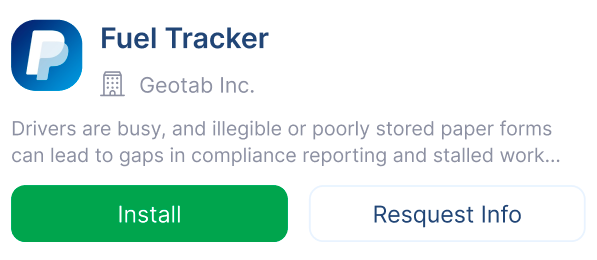 Fuel Tracker
Geotab Inc.
Drivers are busy, and illegible or poorly stored paper forms
can lead to gaps in compliance reporting and stalled work...
Install
Resquest Info